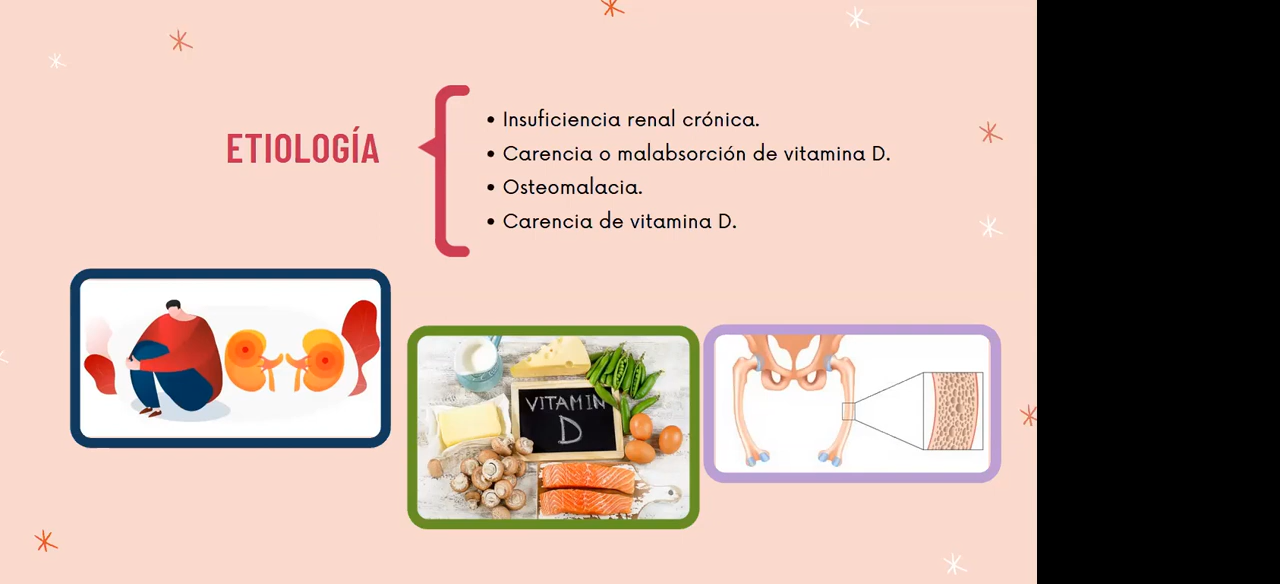 ETIOLOGÍA
• Insuficiencia renal crónica.
• Carencia o malabsorción de vitamina D.
• Osteomalacia.
• Carencia de vitamina D.
VITAMIN
D